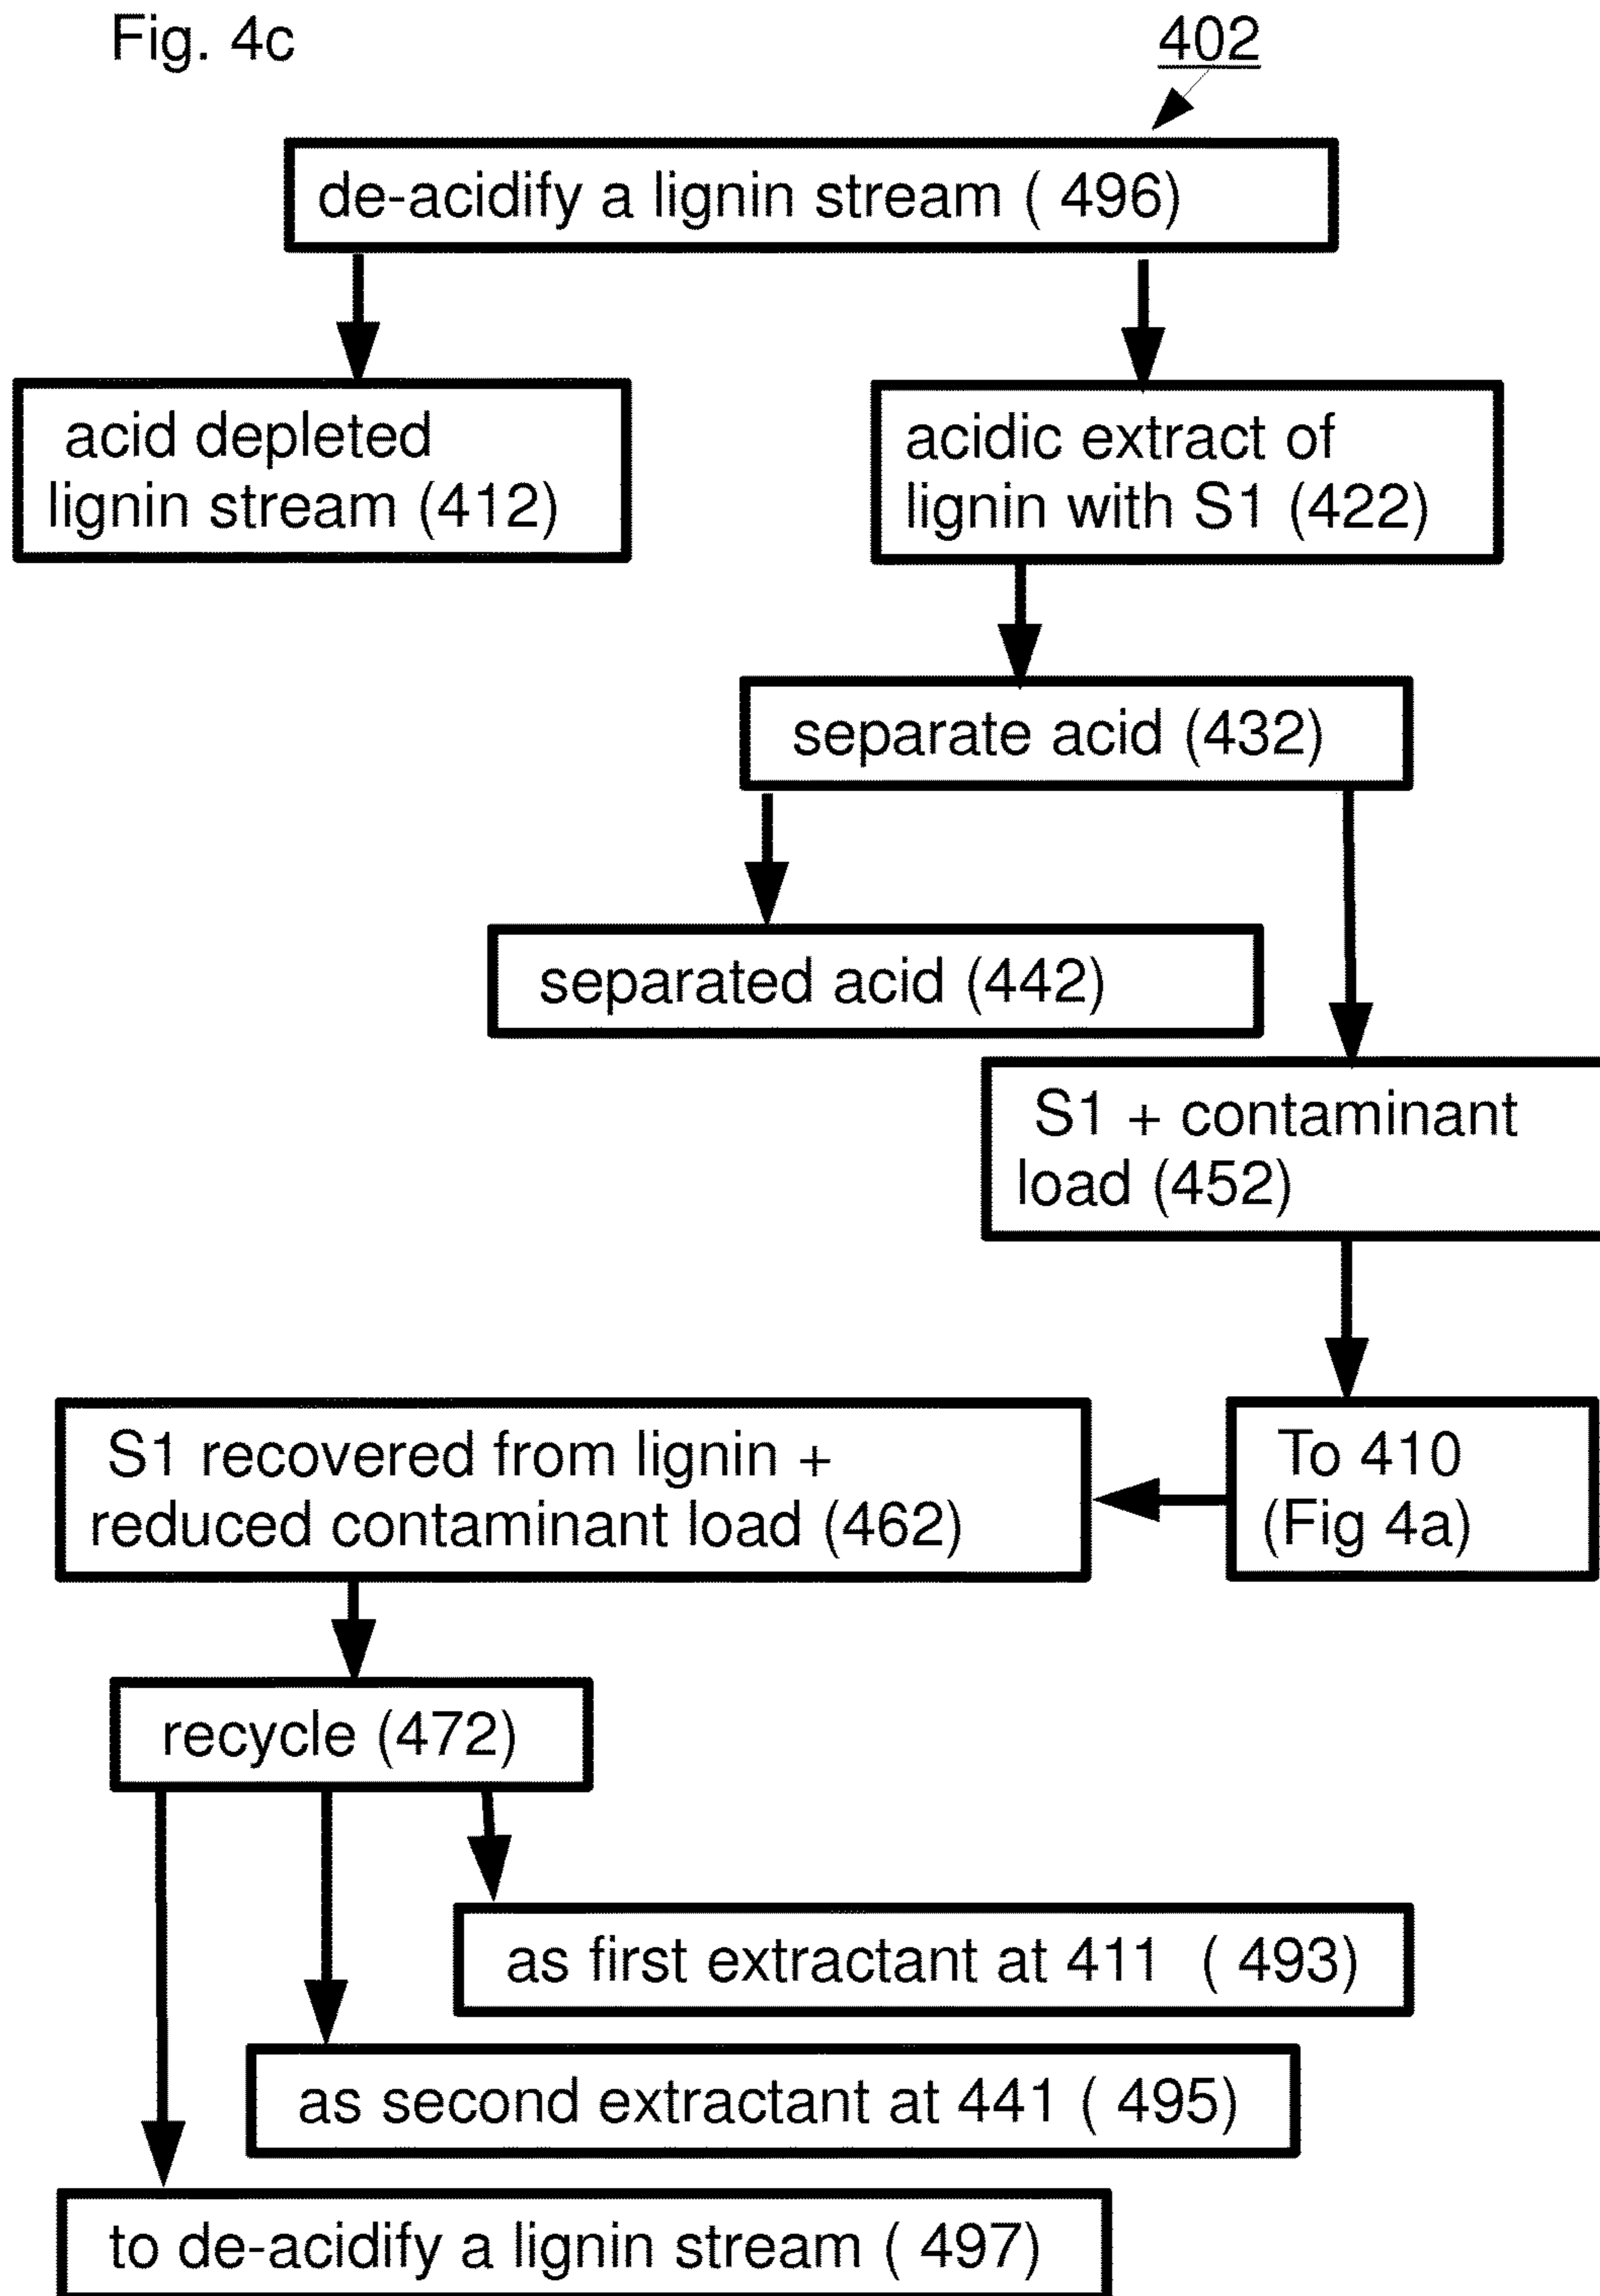 Fig. 4c
402
de-acidify a lignin stream ( 496)
acid depleted
lignin stream (412)
acidic extract of
lignin with S1 (422)
separate acid (432)
separated acid (442)
S1 + contaminant
load (452)
S1 recovered from lignin +
reduced contaminant load (462)
To 410
(Fig 4a)
recycle (472)
as first extractant at 411 ( 493)
as second extractant at 441 ( 495)
to de-acidify a lignin stream ( 497)